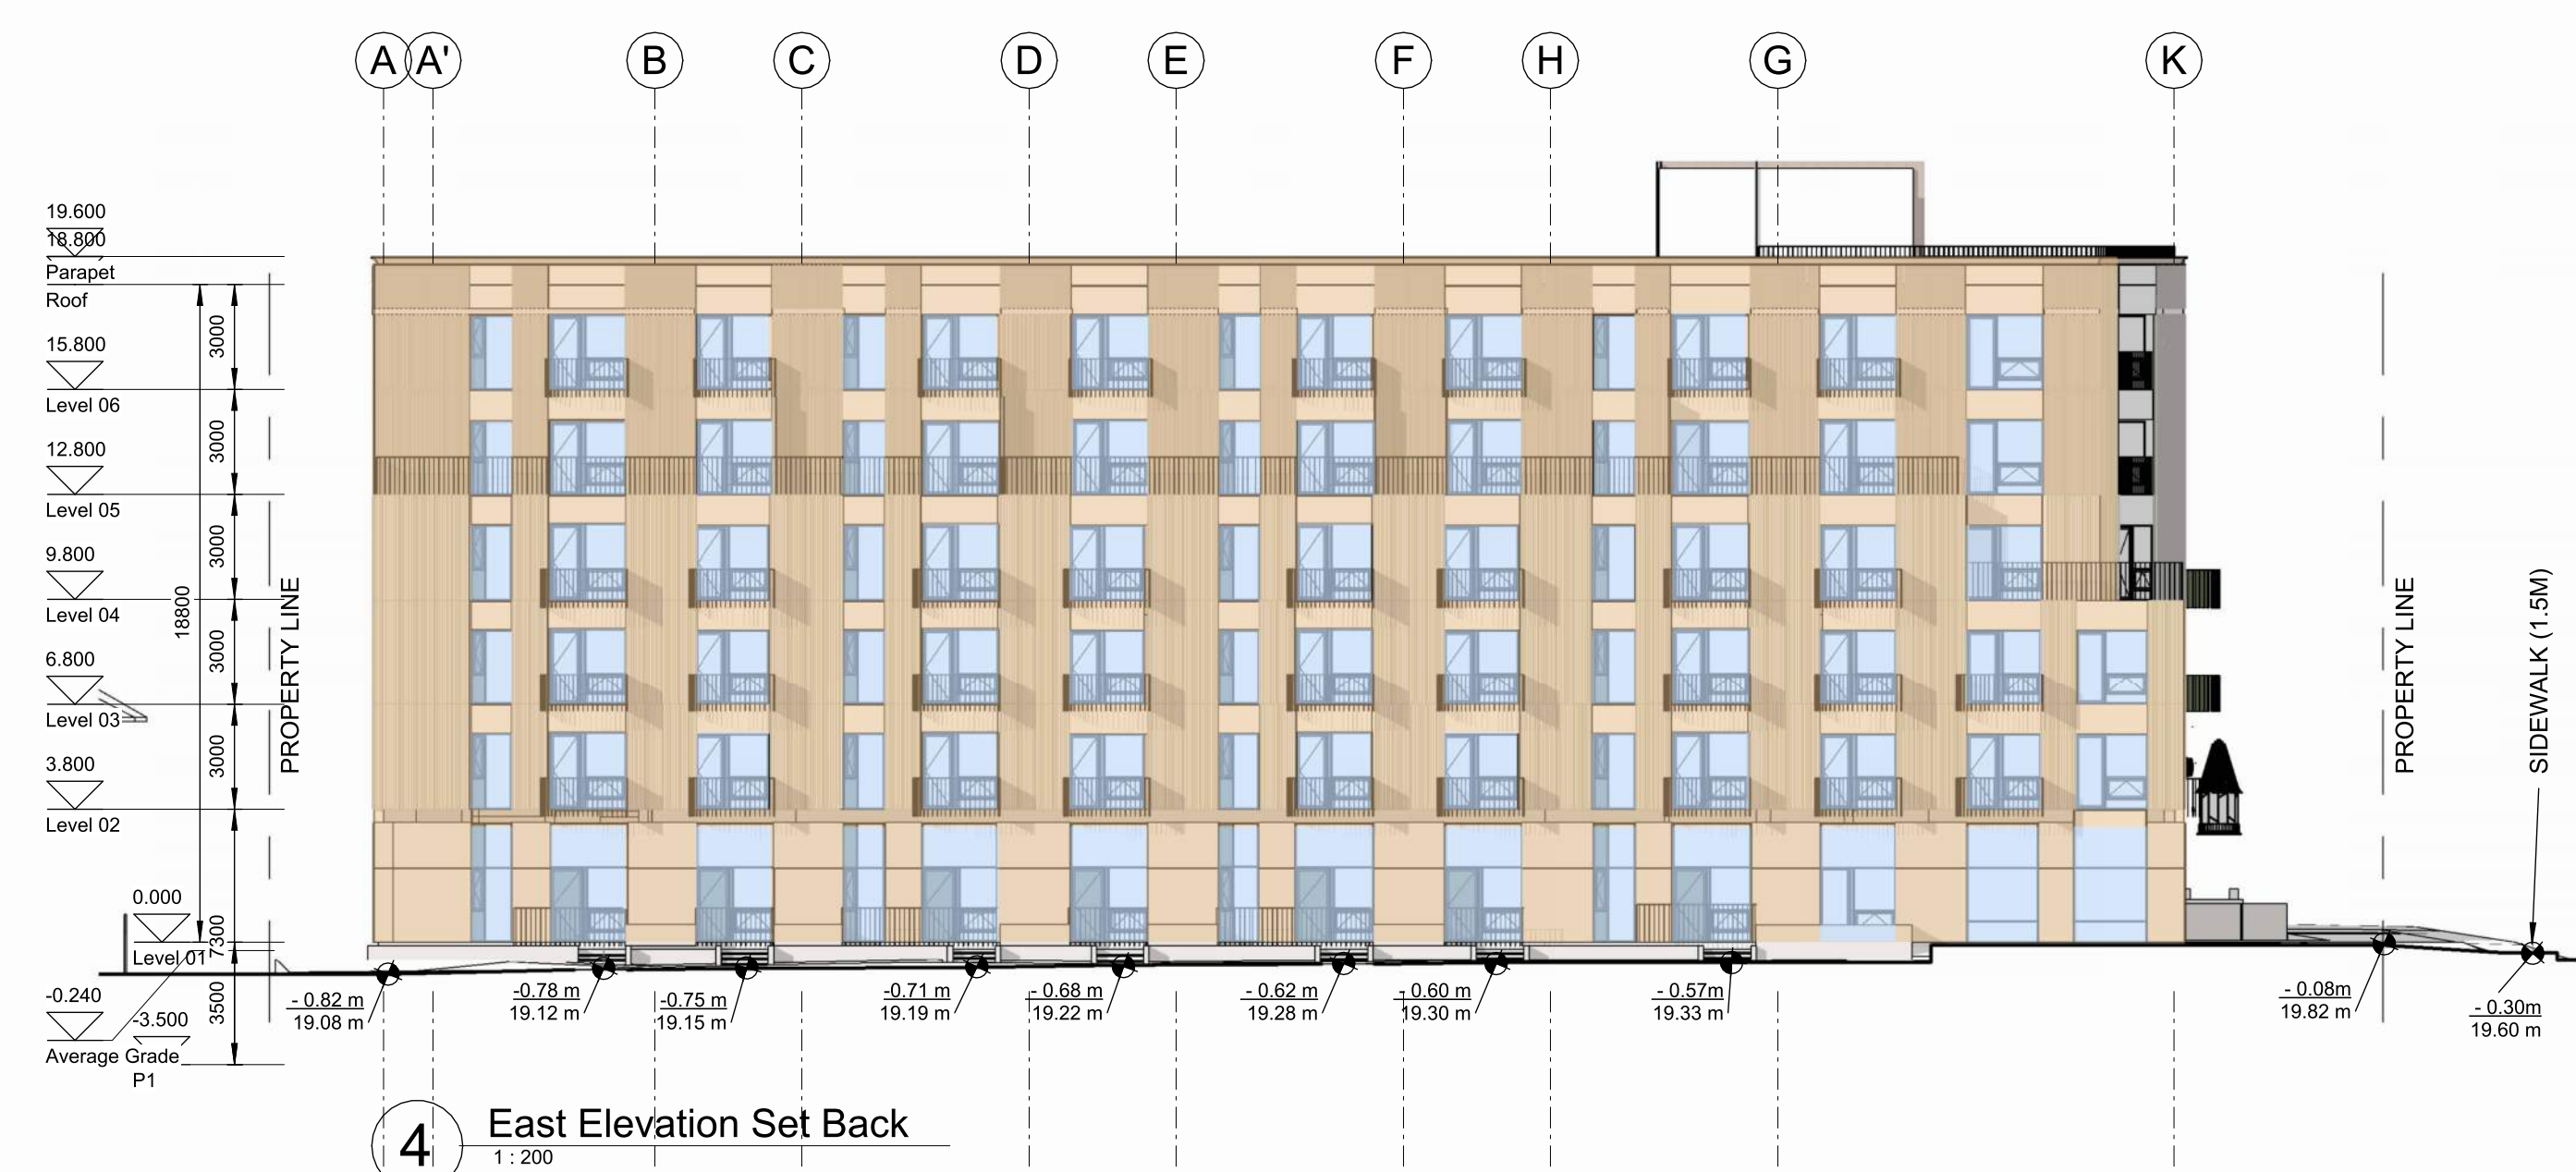 A A' B C D E F H G K
19.600
18.800
Parapet
Roof
3000
15.800
Level 06
3000
12.800
Level 05
3000
9.800
Level 04
3000
18800
6.800
Level 03
3000
3.800
Level 02
0.000
Level 01
7300
-0.240
Average Grade
-3.500
P1
3500
PROPERTY LINE
PROPERTY LINE
SIDEWALK (1.5M)
- 0.82 m
19.08 m
-0.78 m
19.12 m
-0.75 m
19.15 m
-0.71 m
19.19 m
- 0.68 m
19.22 m
- 0.62 m
19.28 m
- 0.60 m
19.30 m
- 0.57m
19.33 m
- 0.08m
19.82 m
- 0.30m
19.60 m
4
East Elevation Set Back
1 : 200